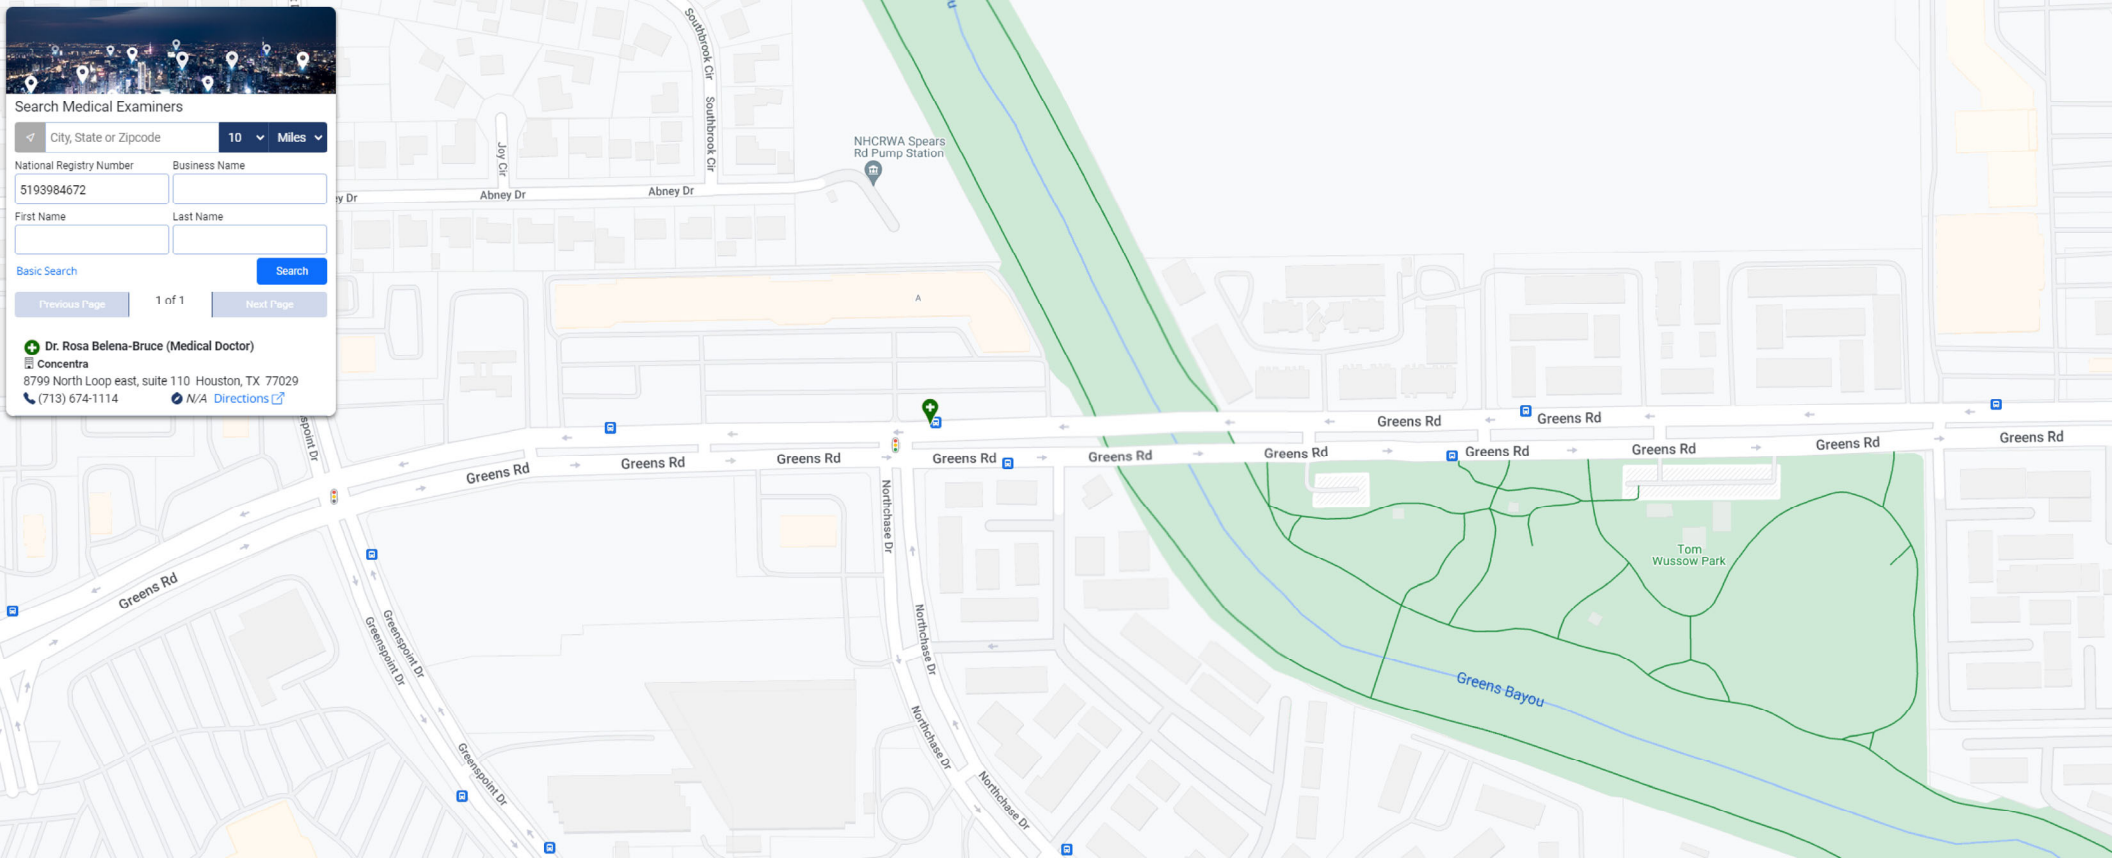 Search Medical Examiners
City, State or Zipcode
10
Miles
National Registry Number
Business Name
5193984672
First Name
Last Name
Basic Search
Search
Previous Page
1 of 1
Next Page
Dr. Rosa Belena-Bruce (Medical Doctor)
Concentra
8799 North Loop east, suite 110 Houston, TX 77029
(713) 674-1114
N/A Directions
Southbrook Cir
Southbrook Cir
Joy Cir
y Dr
Abney Dr
Abney Dr
NHCRWA Spears
Rd Pump Station
A
Greens Rd
Greens Rd
Greens Rd
Greens Rd
Greens Rd
Greens Rd
Greens Rd
Greens Rd
Greens Rd
Greens Rd
Greens Rd
Greens Rd
Greens Rd
Greens Rd
spoint Dr
Northchase Dr
Northchase Dr
Northchase Dr
Northchase Dr
Greenspoint Dr
Greenspoint Dr
Greenspoint Dr
Tom
Wussow Park
Greens Bayou